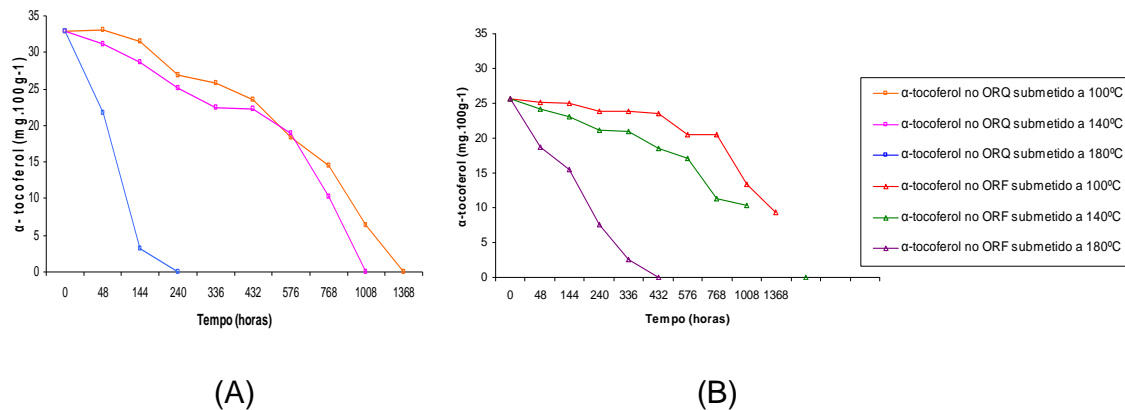 α- tocoferol (mg.100g-1)
35
30
25
20
15
10
5
0
0 48 144 240 336 432 576 768 1008 1368
Tempo (horas)
(A)
α-tocoferol (mg.100g-1)
35
30
25
20
15
10
5
0
0 48 144 240 336 432 576 768 1008 1368
Tempo (horas)
(B)
α-tocoferol no ORQ submetido a 100ºC
α-tocoferol no ORQ submetido a 140ºC
α-tocoferol no ORQ submetido a 180ºC
α-tocoferol no ORF submetido a 100ºC
α-tocoferol no ORF submetido a 140ºC
α-tocoferol no ORF submetido a 180ºC